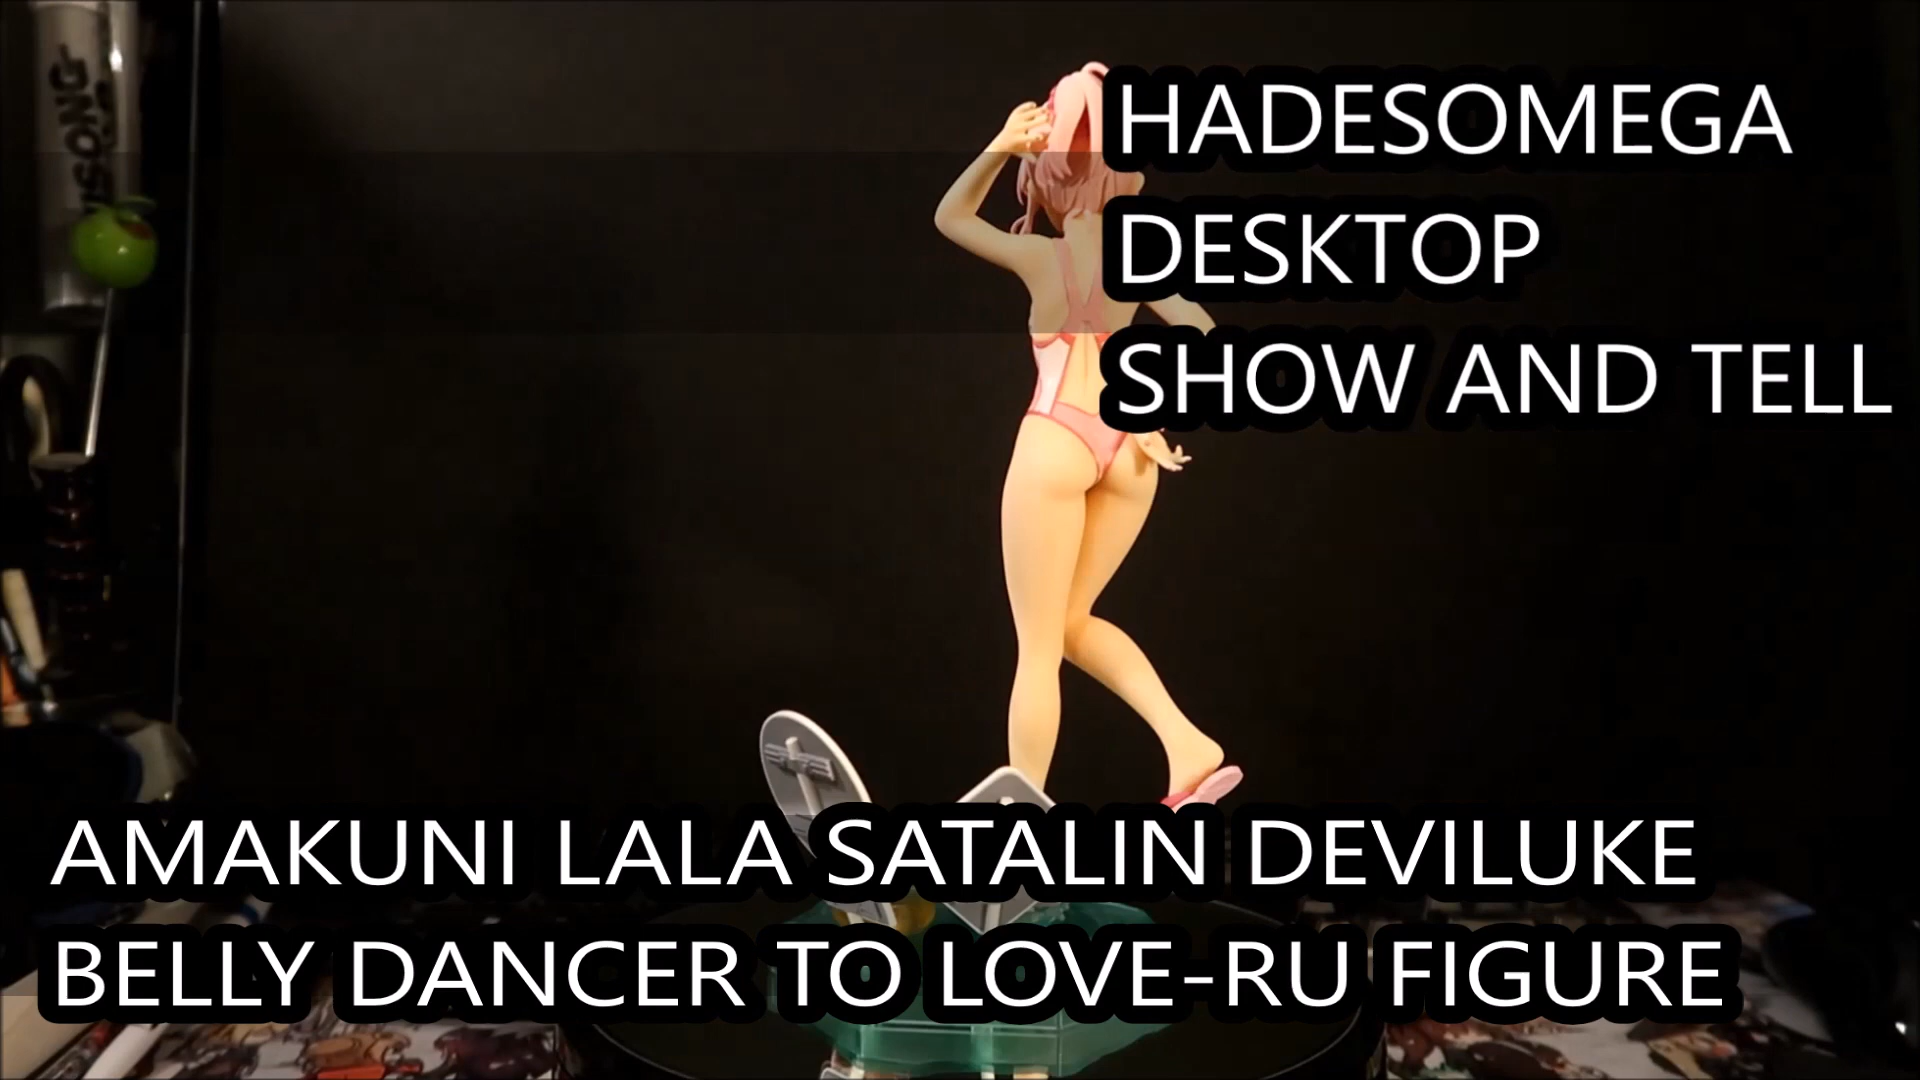 HADESOMEGA
DESKTOP
SHOW AND TELL
AMAKUNI LALA SATALIN DEVILUKE
BELLY DANCER TO LOVE-RU FIGURE